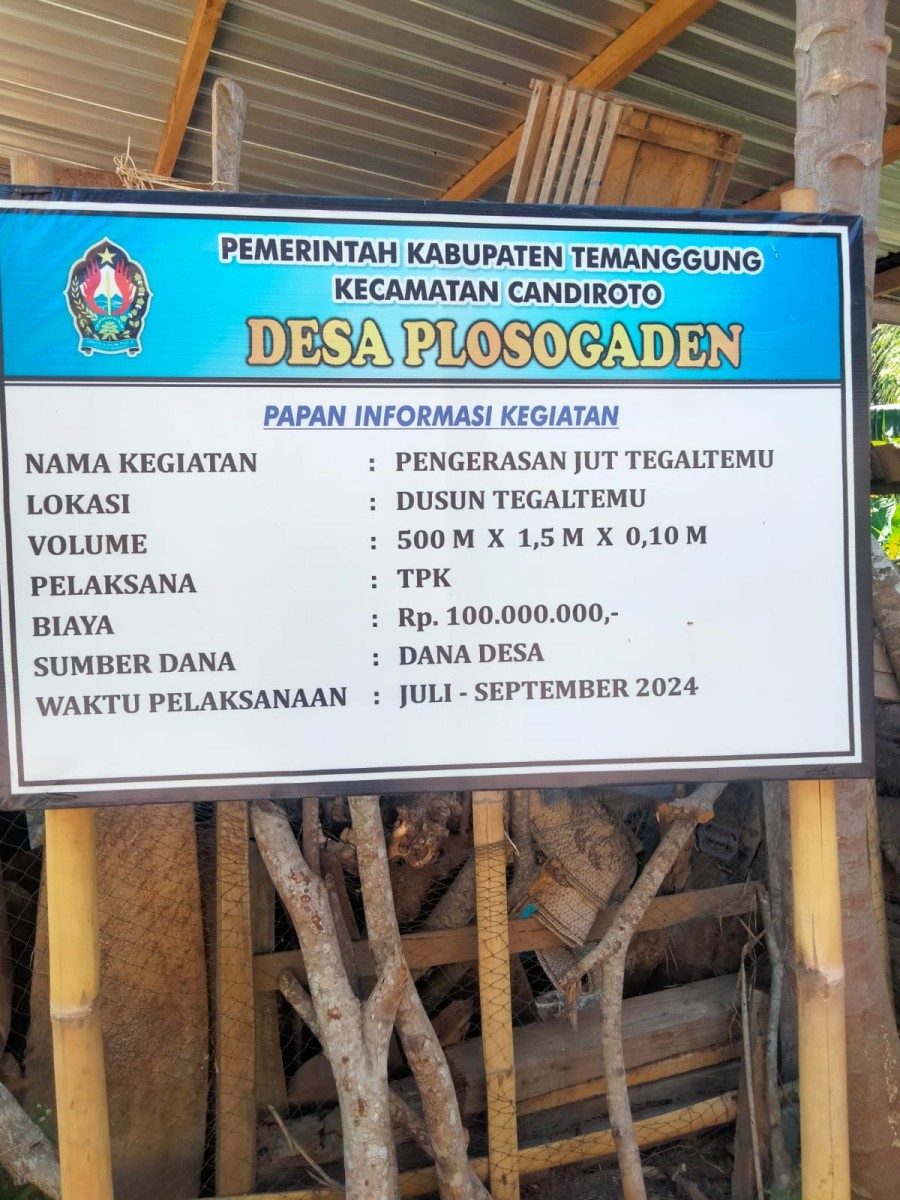 PEMERINTAH KABUPATEN TEMANGGUNG
KECAMATAN CANDIROTO
DESA PLOSOGADEN
PAPAN INFORMASI KEGIATAN
NAMA KEGIATAN : PENGERASAN JUT TEGALTEMU
LOKASI : DUSUN TEGALTEMU
VOLUME : 500 M X 1,5 M X 0,10 M
PELAKSANA : TPK
BIAYA : Rp. 100.000.000,-
SUMBER DANA : DANA DESA
WAKTU PELAKSANAAN : JULI - SEPTEMBER 2024